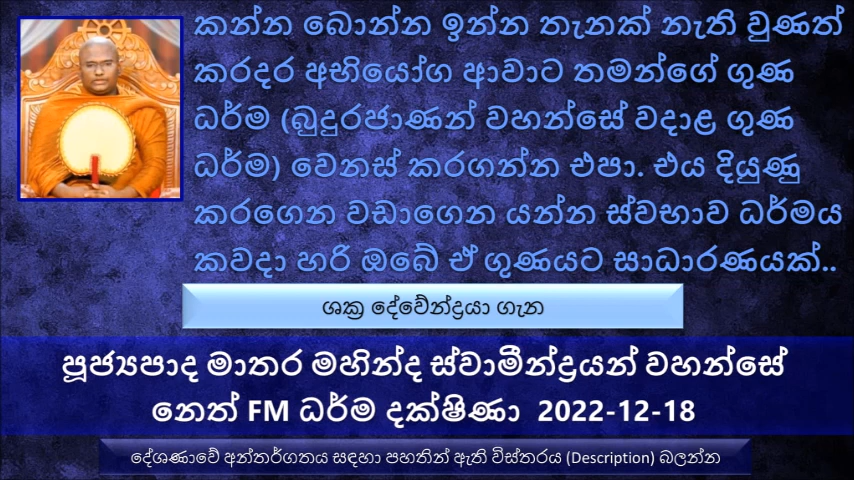 කන්න බොන්න ඉන්න තැනක් නැති වුණත්
කරදර අභියෝග ආවාට තමන්ගේ ගුණ
ධර්ම (බුදුරජාණන් වහන්සේ වදාළ ගුණ
ධර්ම) වෙනස් කරගන්න එපා. එය දියුණු
කරගෙන වඩාගෙන යන්න ස්වභාව ධර්මය
කවදා හරි ඔබේ ඒ ගුණයට සාධාරණයක්..
ශක්‍ර දේවේන්ද්‍රයා ගැන
පූජ්‍යපාද මාතර මහින්ද ස්වාමීන්ද්‍රයන් වහන්සේ
නෙත් FM ධර්ම දක්ෂිණා 2022-12-18
දේශණාවේ අන්තර්ගතය සඳහා පහතින් ඇති විස්තරය (Description) බලන්න